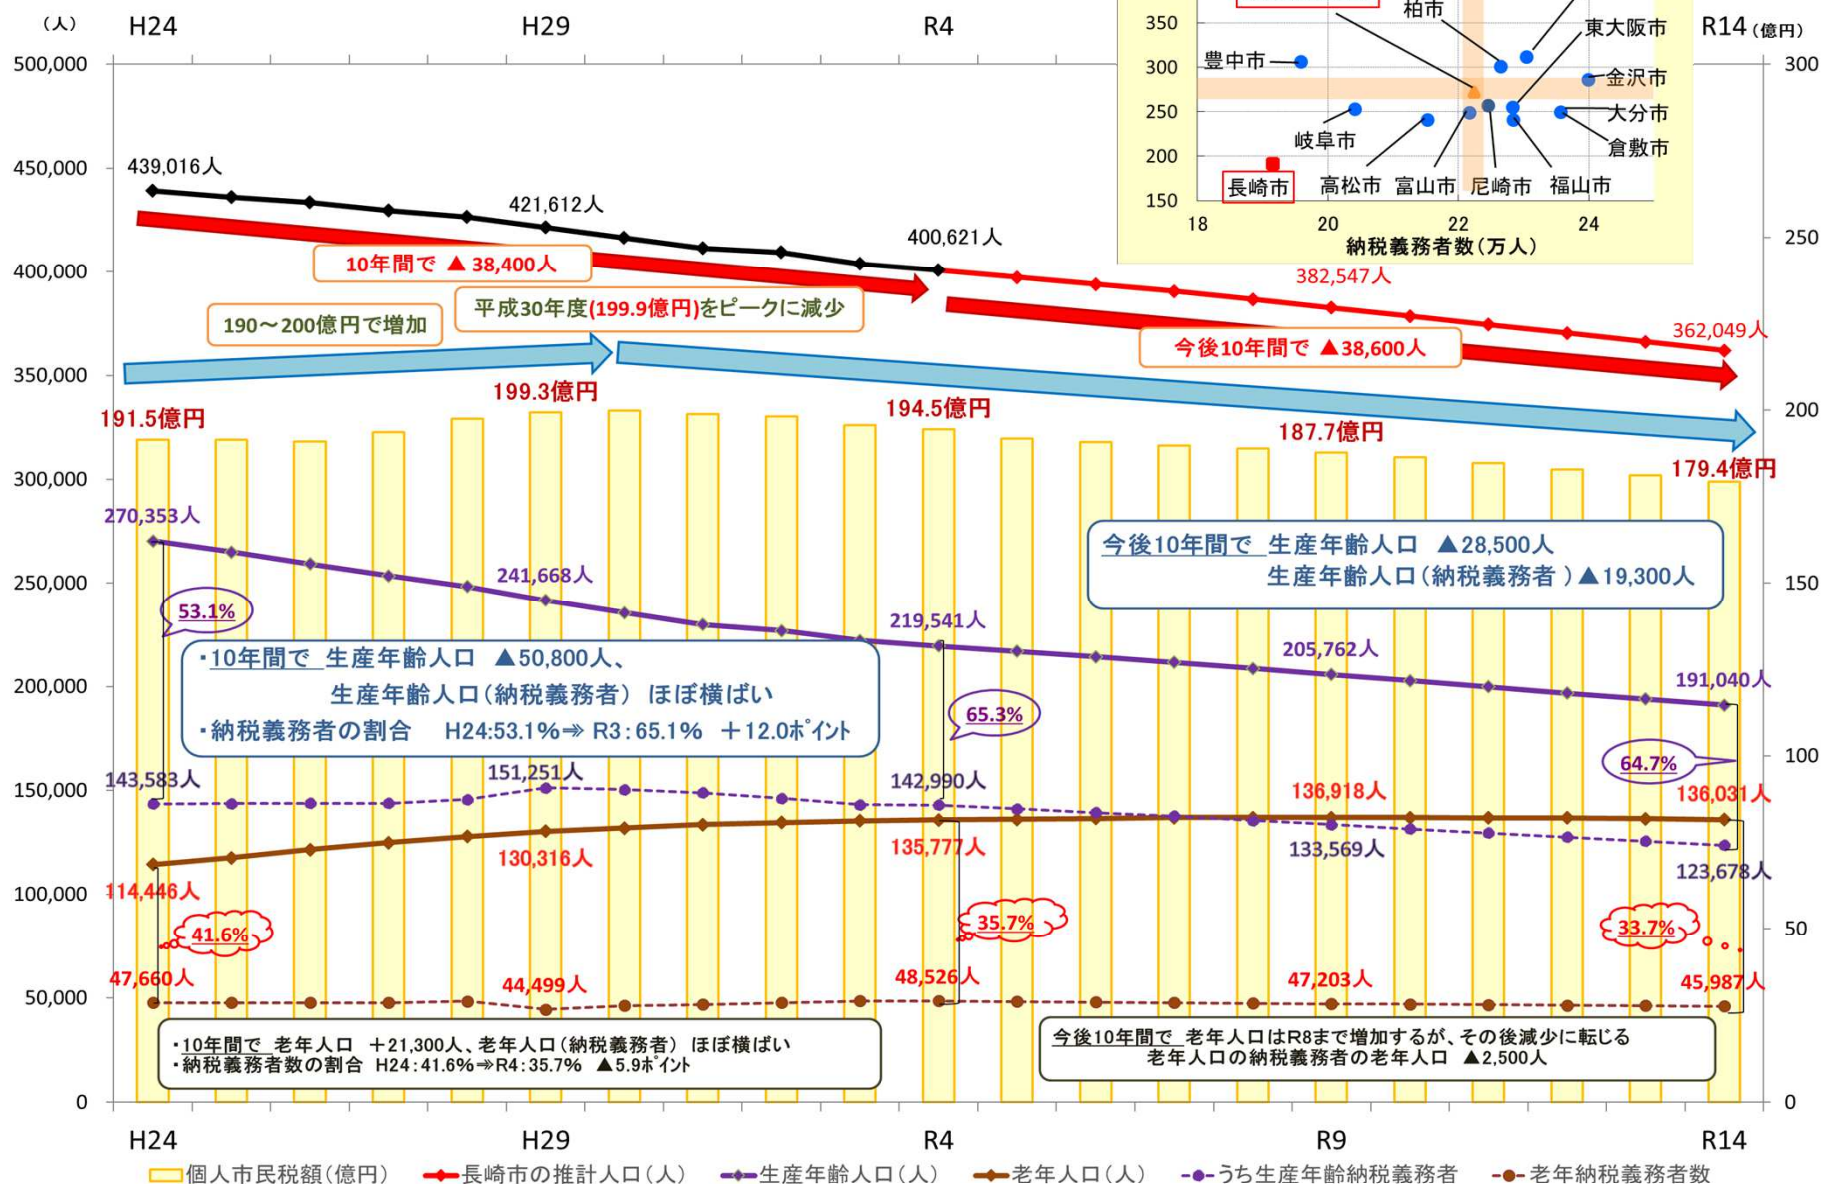 （人）
H24
H29
R4
R14 (億円)
350
300
250
200
150
柏市
東大阪市
豊中市
金沢市
大分市
倉敷市
岐阜市
長崎市
高松市
富山市
尼崎市
福山市
18
20
22
24
納税義務者数(万人)
500,000
450,000
400,000
350,000
300,000
250,000
200,000
150,000
100,000
50,000
0
300
250
200
150
100
50
0
439,016人
421,612人
400,621人
382,547人
362,049人
10年間で ▲ 38,400人
190～200億円で増加
平成30年度(199.9億円)をピークに減少
今後10年間で ▲38,600人
191.5億円
199.3億円
194.5億円
187.7億円
179.4億円
270,353人
241,668人
219,541人
205,762人
191,040人
今後10年間で 生産年齢人口 ▲28,500人
生産年齢人口(納税義務者)▲19,300人
53.1%
・10年間で 生産年齢人口 ▲50,800人、
生産年齢人口(納税義務者) ほぼ横ばい
・納税義務者の割合 H24:53.1%⇒ R3:65.1% ＋12.0ポイント
65.3%
64.7%
143,583人
151,251人
142,990人
136,918人
136,031人
114,446人
130,316人
135,777人
133,569人
123,678人
41.6%
35.7%
33.7%
47,660人
44,499人
48,526人
47,203人
45,987人
・10年間で 老年人口 ＋21,300人、老年人口(納税義務者) ほぼ横ばい
・納税義務者数の割合 H24:41.6%⇒R4:35.7% ▲5.9ポイント
今後10年間で 老年人口はR8まで増加するが、その後減少に転じる
老年人口の納税義務者の老年人口 ▲2,500人
H24
H29
R4
R9
R14
個人市民税額(億円)
長崎市の推計人口(人)
生産年齢人口(人)
老年人口(人)
うち生産年齢納税義務者
老年納税義務者数